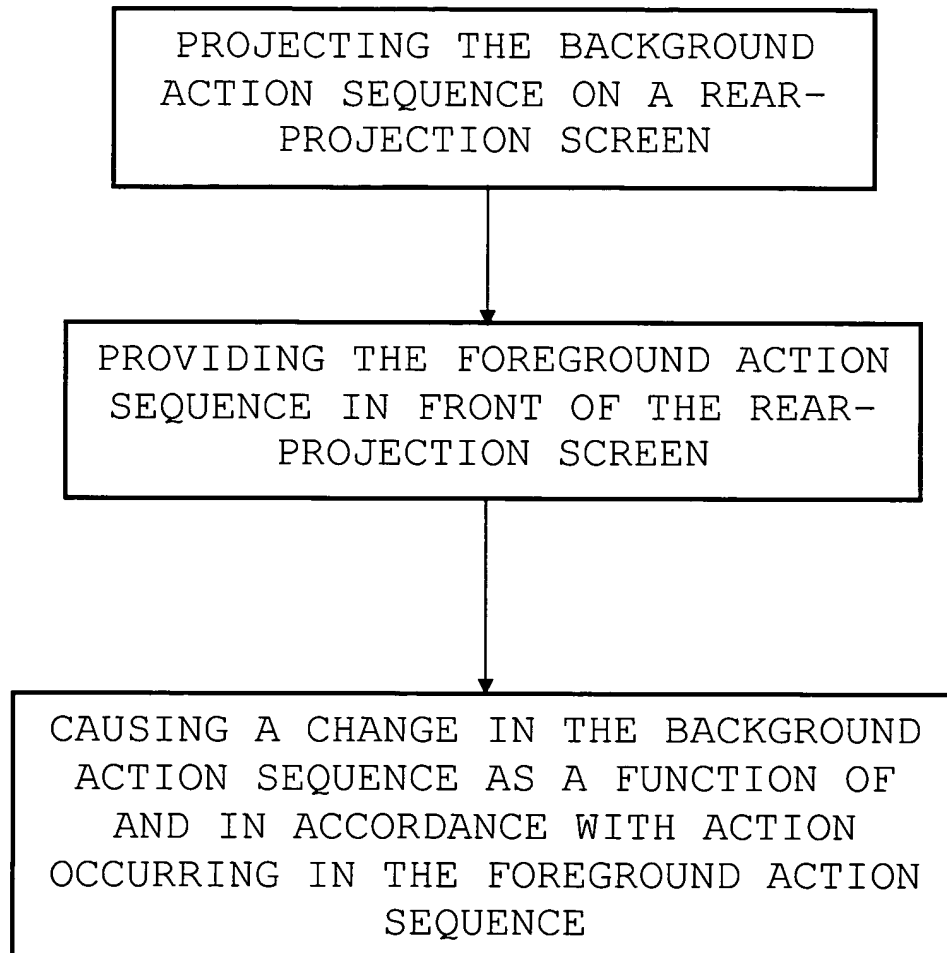 PROJECTING THE BACKGROUND
ACTION SEQUENCE ON A REAR-
PROJECTION SCREEN
PROVIDING THE FOREGROUND ACTION
SEQUENCE IN FRONT OF THE REAR-
PROJECTION SCREEN
CAUSING A CHANGE IN THE BACKGROUND
ACTION SEQUENCE AS A FUNCTION OF
AND IN ACCORDANCE WITH ACTION
OCCURRING IN THE FOREGROUND ACTION
SEQUENCE